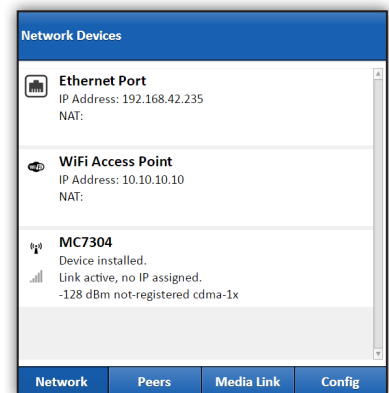 Network Devices
Ethernet Port
IP Address: 192.168.42.235
NAT:
WiFi Access Point
IP Address: 10.10.10.10
NAT:
MC7304
Device installed.
Link active, no IP assigned.
-128 dBm not-registered cdma-1x
Network Peers Media Link Config